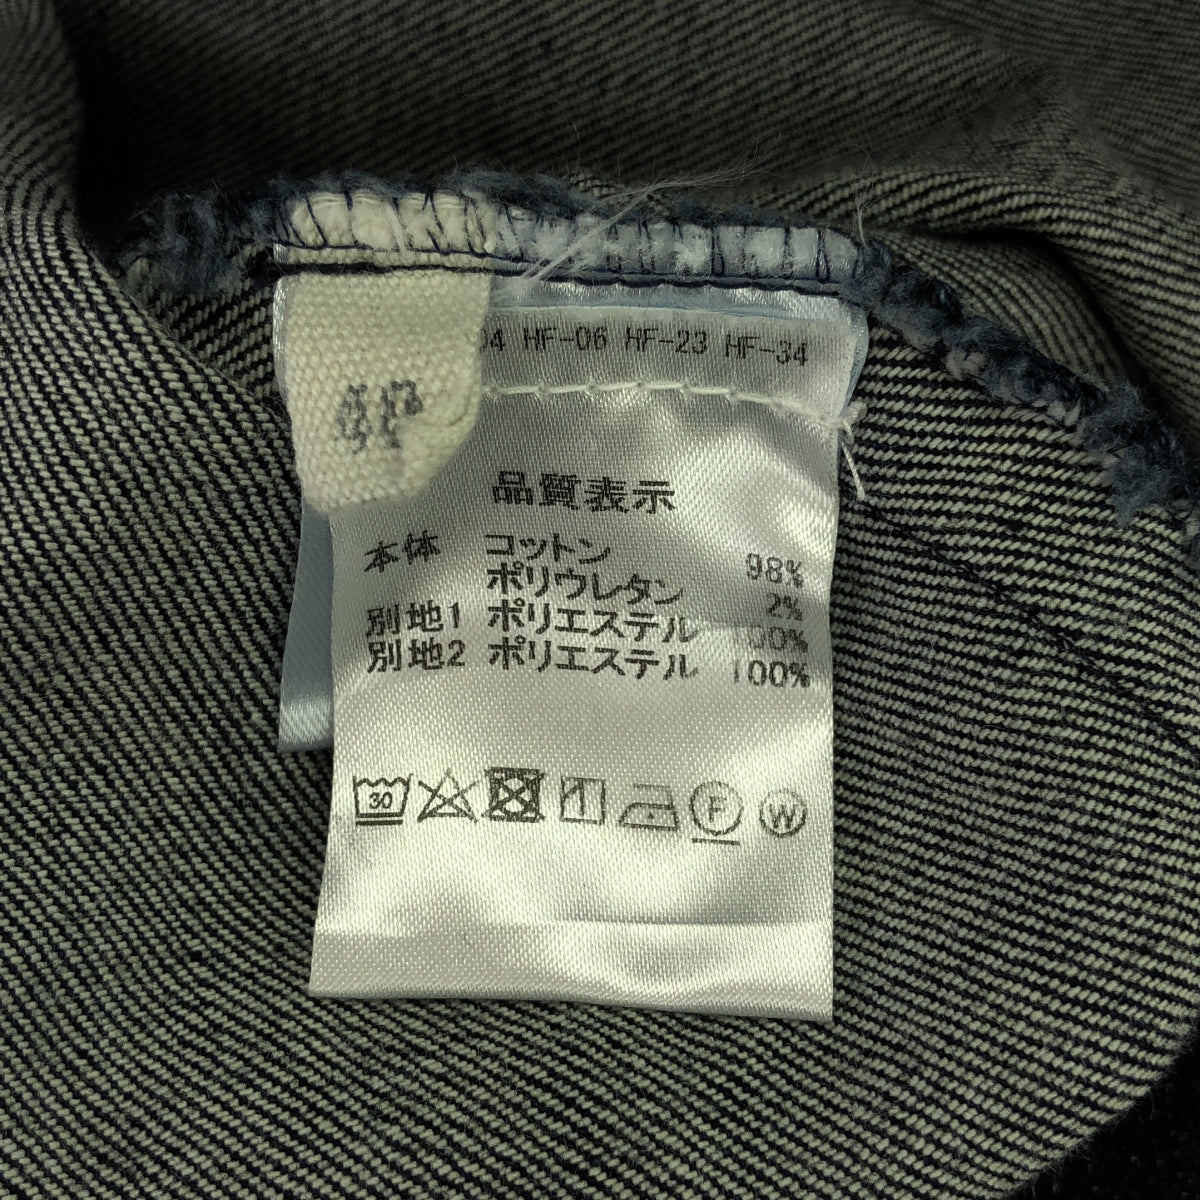 HF-06 HF-23 HF-34
品質表示
本体 コットン 98%
ポリウレタン 2%
別地1 ポリエステル 100%
別地2 ポリエステル 100%
30 F W